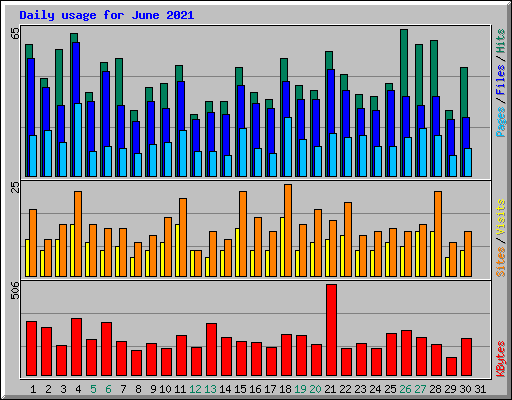 Daily usage for June 2021
65
Pages / Files / Hits
25
Sites / Visits
506
KBytes
1 2 3 4 5 6 7 8 9 10 11 12 13 14 15 16 17 18 19 20 21 22 23 24 25 26 27 28 29 30 31